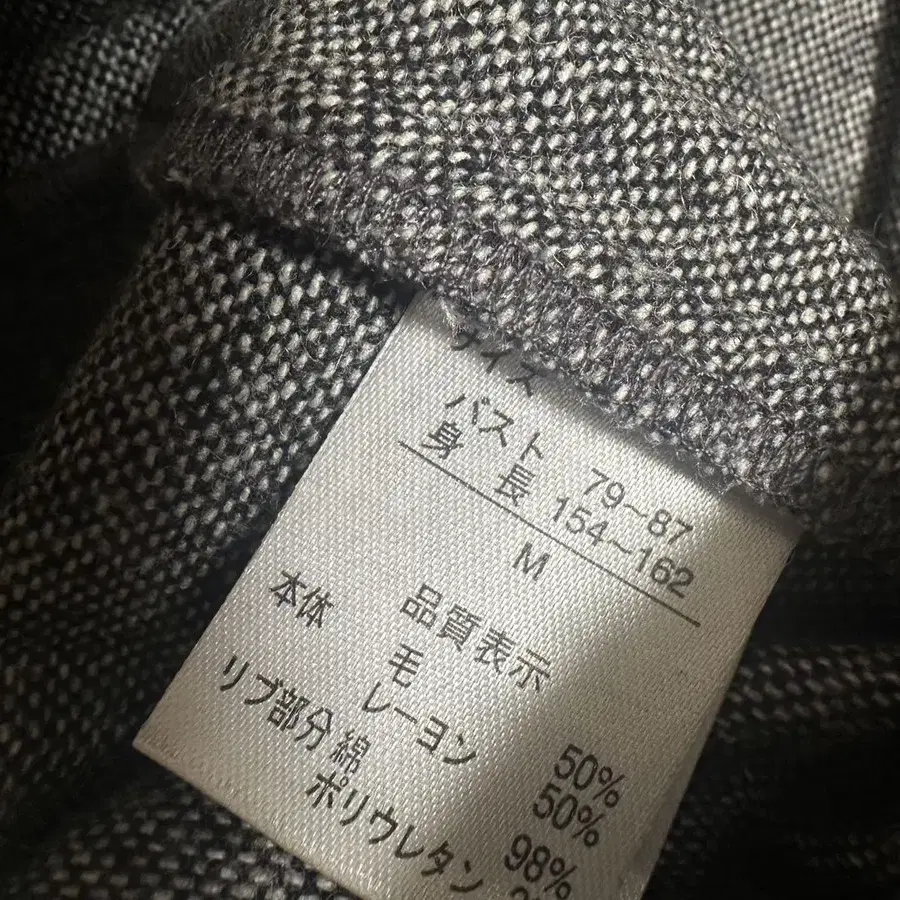 サイズ
バスト 79~87
身長 154~162
M
品質表示
本体 毛 50%
レーヨン 50%
リブ部分 綿 98%
ポリウレタン